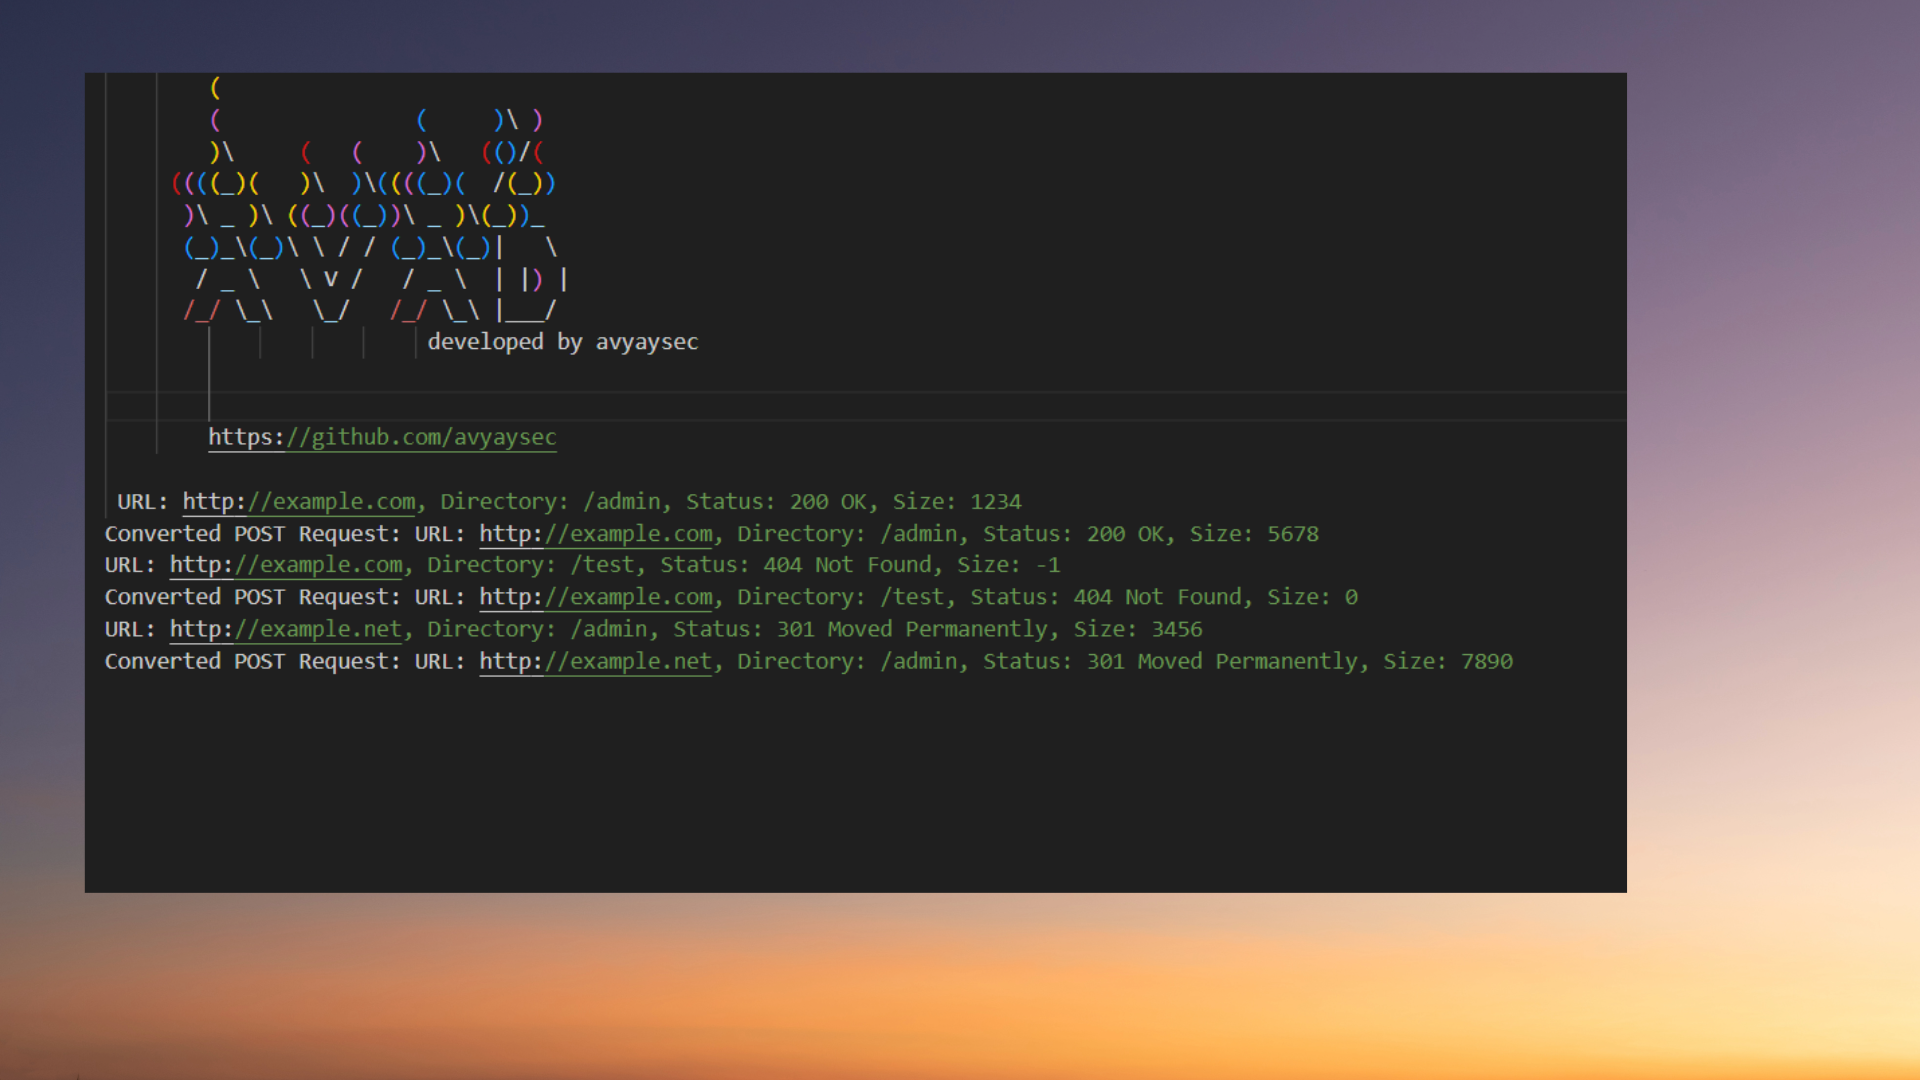 (
            (               (     )\ )
            )\     (   (    )\   (()/(
         ((((_)(   )\  )\((((_)(  /(_))
          )\ _ )\ ((_)((_))\ _ )\(_))_
          (_)_\(_)\ \ / / (_)_\(_)|   \
           / _ \   \ v /   / _ \  | |) |
          /_/ \_\   \_/   /_/ \_\ |___/
developed by avyaysec
https://github.com/avyaysec
URL: http://example.com, Directory: /admin, Status: 200 OK, Size: 1234
Converted POST Request: URL: http://example.com, Directory: /admin, Status: 200 OK, Size: 5678
URL: http://example.com, Directory: /test, Status: 404 Not Found, Size: -1
Converted POST Request: URL: http://example.com, Directory: /test, Status: 404 Not Found, Size: 0
URL: http://example.net, Directory: /admin, Status: 301 Moved Permanently, Size: 3456
Converted POST Request: URL: http://example.net, Directory: /admin, Status: 301 Moved Permanently, Size: 7890